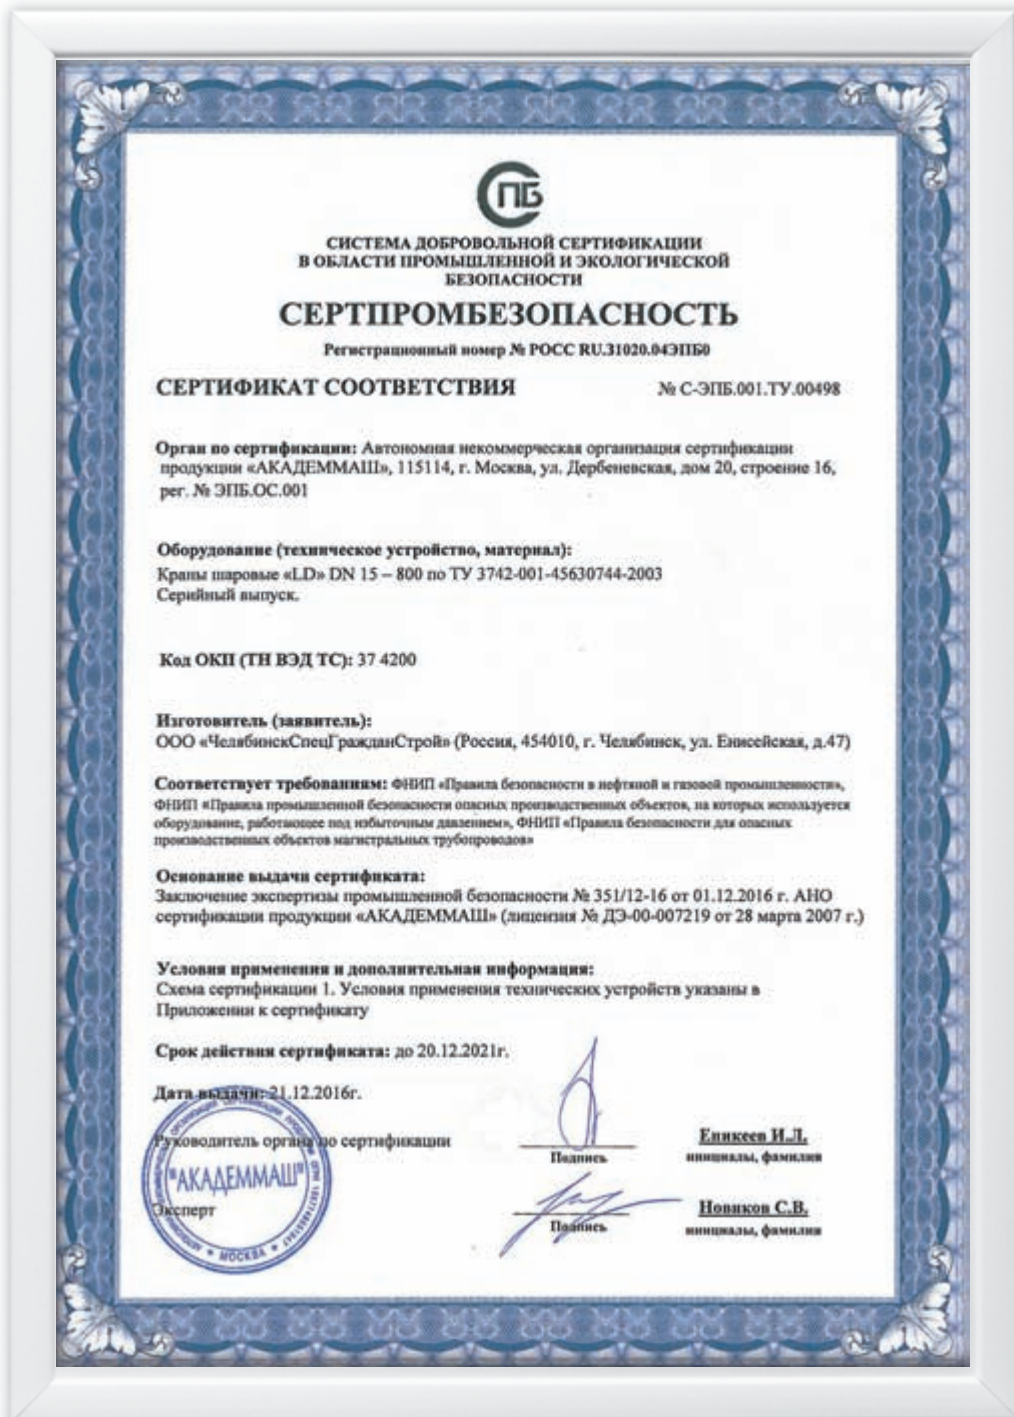 СПБ
СИСТЕМА ДОБРОВОЛЬНОЙ СЕРТИФИКАЦИИ
В ОБЛАСТИ ПРОМЫШЛЕННОЙ И ЭКОЛОГИЧЕСКОЙ
БЕЗОПАСНОСТИ
СЕРТПРОМБЕЗОПАСНОСТЬ
Регистрационный номер № РОСС RU.31020.04ЭПБ0
СЕРТИФИКАТ СООТВЕТСТВИЯ № С-ЭПБ.001.ТУ.00498
Орган по сертификации: Автономная некоммерческая организация сертификации
продукции «АКАДЕММАШ», 115114, г. Москва, ул. Дербеневская, дом 20, строение 16,
рег. № ЭПБ.ОС.001
Оборудование (техническое устройство, материал):
Краны шаровые «LD» DN 15 – 800 по ТУ 3742-001-45630744-2003
Серийный выпуск.
Код ОКП (ТН ВЭД ТС): 37 4200
Изготовитель (заявитель):
ООО «ЧелябинскСпецГражданСтрой» (Россия, 454010, г. Челябинск, ул. Енисейская, д.47)
Соответствует требованиям: ФНИП «Правила безопасности в нефтяной и газовой промышленности»,
ФНИП «Правила промышленной безопасности опасных производственных объектов, на которых используется
оборудование, работающее под избыточным давлением», ФНИП «Правила безопасности для опасных
производственных объектов магистральных трубопроводов»
Основание выдачи сертификата:
Заключение экспертизы промышленной безопасности № 351/12-16 от 01.12.2016 г. АНО
сертификации продукции «АКАДЕММАШ» (лицензия № ДЭ-00-007219 от 28 марта 2007 г.)
Условия применения и дополнительная информация:
Схема сертификации 1. Условия применения технических устройств указаны в
Приложении к сертификату
Срок действия сертификата: до 20.12.2021г.
Дата выдачи: 21.12.2016г.
Руководитель органа по сертификации
Подпись
Еникеев И.Л.
инициалы, фамилия
"АКАДЕММАШ"
МОСКВА
Эксперт
Подпись
Новиков С.В.
инициалы, фамилия